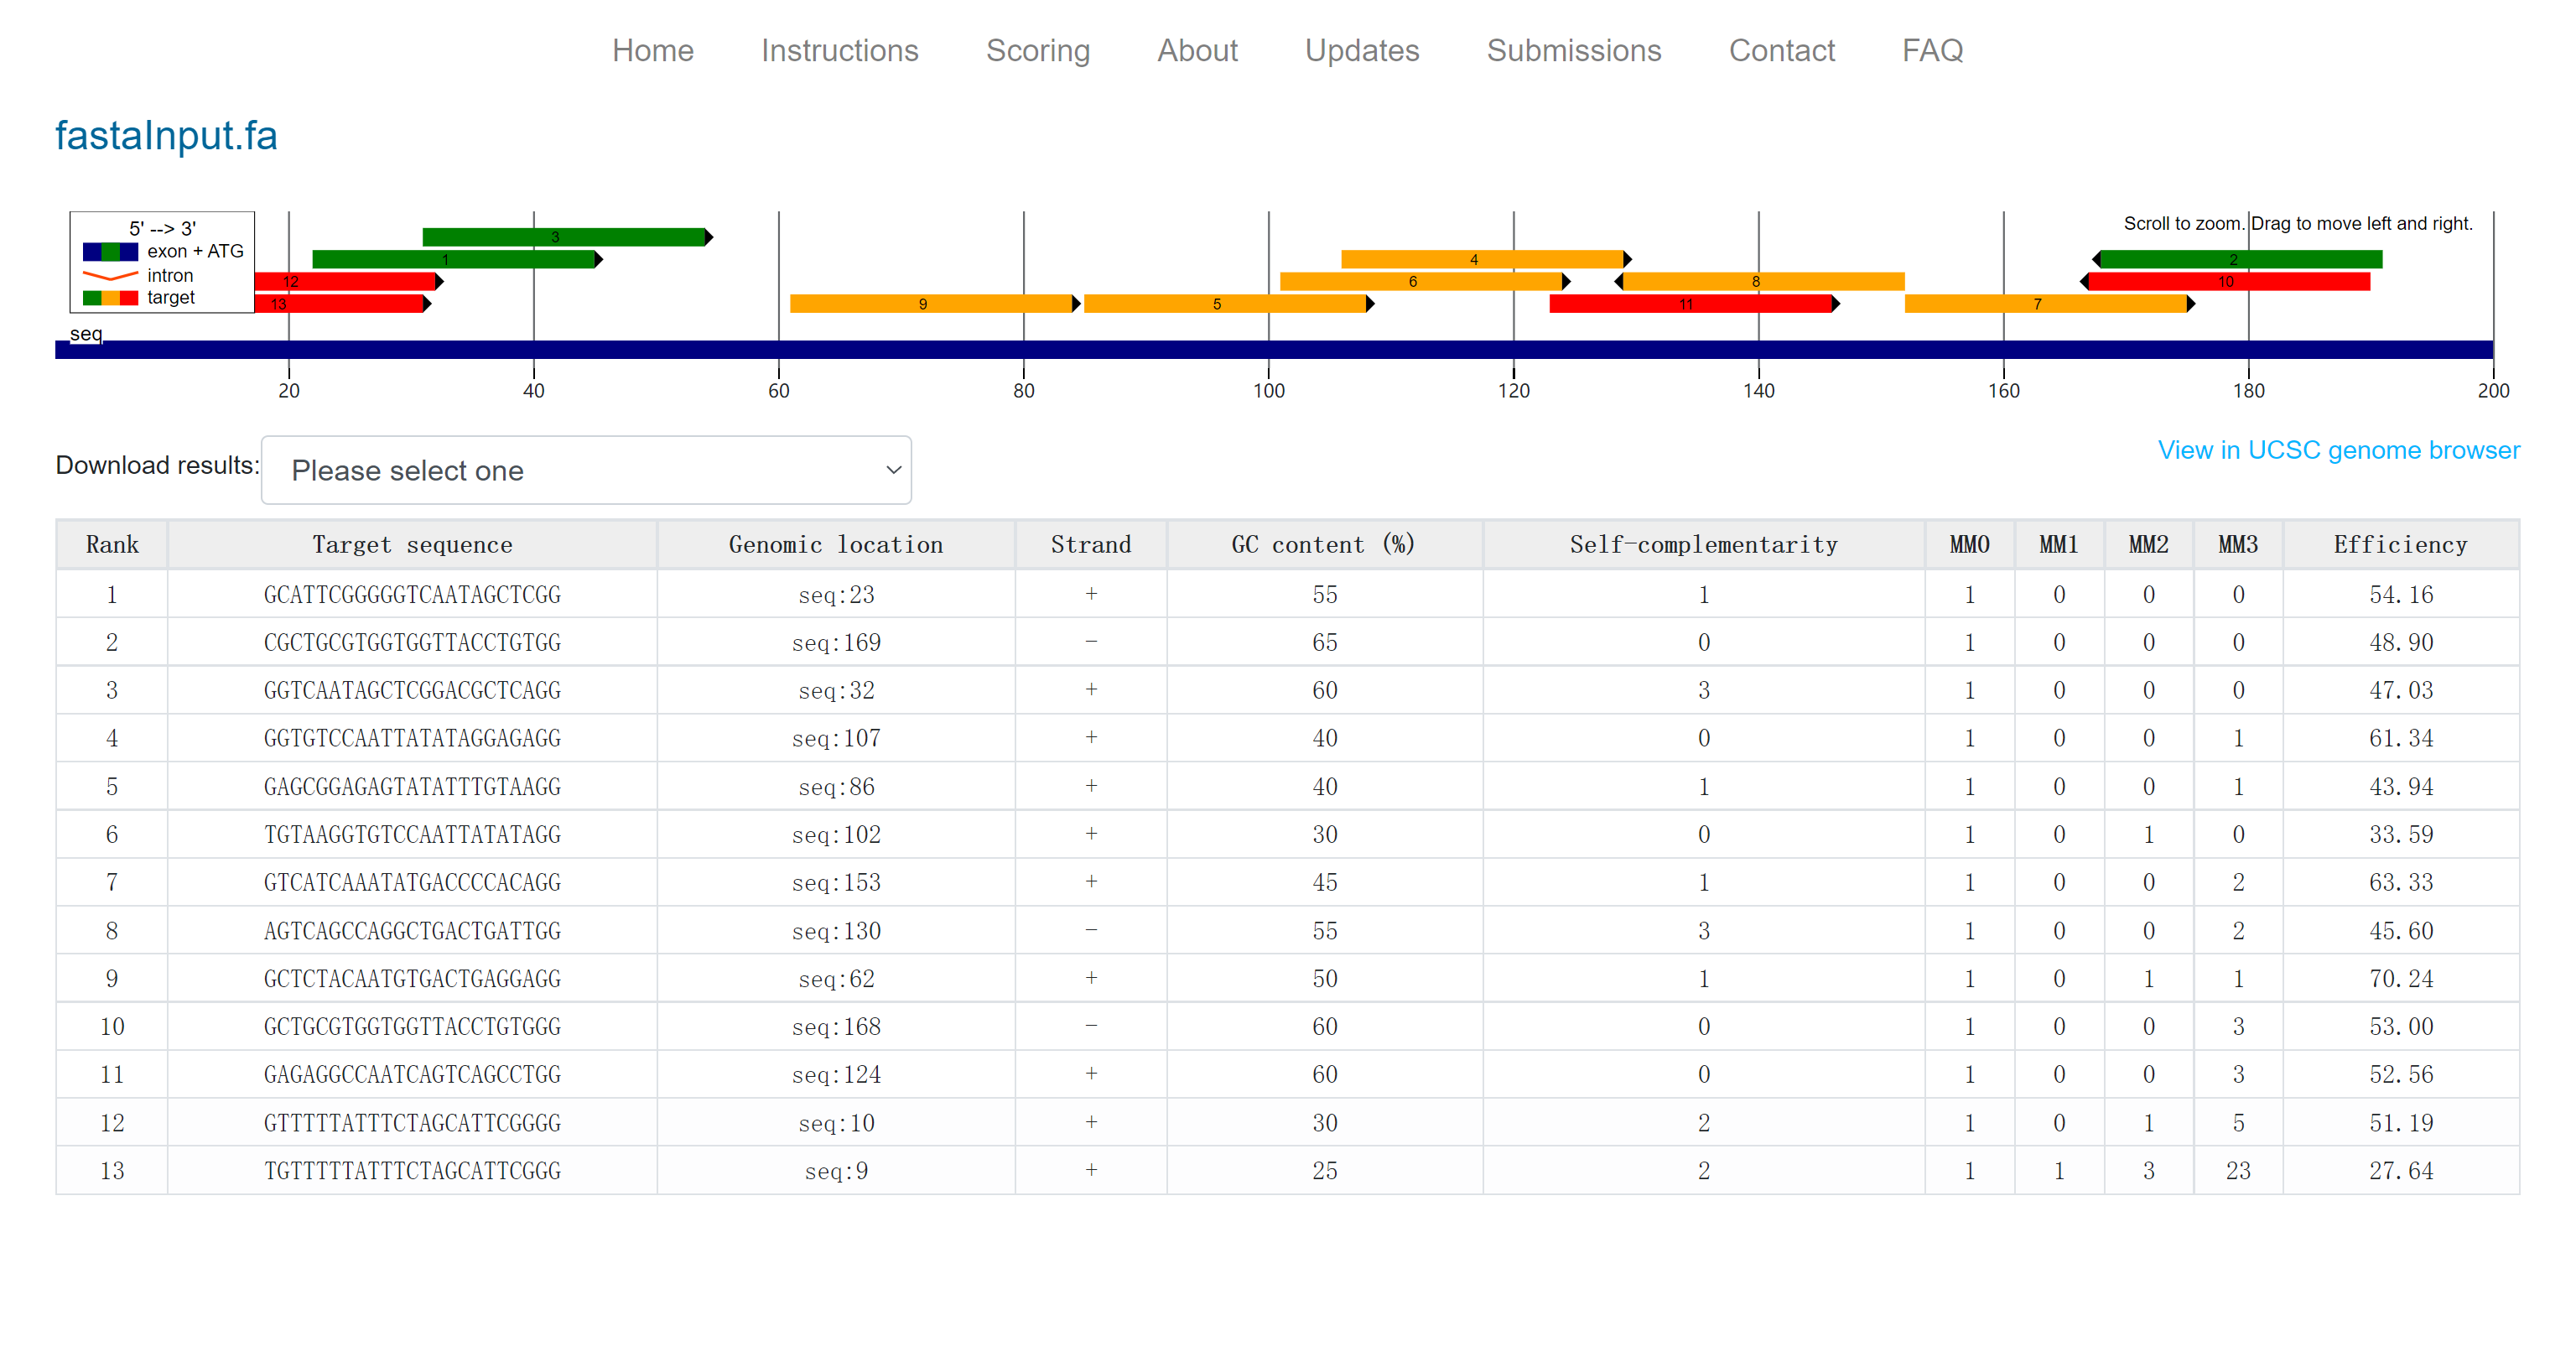 Home Instructions Scoring About Updates Submissions Contact FAQ
fastaInput.fa
5' --> 3'
exon + ATG
intron
target
Scroll to zoom. Drag to move left and right.
3
1
4
2
12
6
8
10
13
9
5
11
7
seq
20 40 60 80 100 120 140 160 180 200
Download results: Please select one
View in UCSC genome browser
Rank Target sequence Genomic location Strand GC content (%) Self-complementarity MM0 MM1 MM2 MM3 Efficiency
1 GCATTCGGGGGTCAATAGCTCGG seq:23 + 55 1 1 0 0 0 54.16
2 CGCTGCGTGGTGGTTACCTGTGG seq:169 - 65 0 1 0 0 0 48.90
3 GGTCAATAGCTCGGACGCTCAGG seq:32 + 60 3 1 0 0 0 47.03
4 GGTGTCCAATTATATAGGAGAGG seq:107 + 40 0 1 0 0 1 61.34
5 GAGCGGAGAGTATATTTGTAAGG seq:86 + 40 1 1 0 0 1 43.94
6 TGTAAGGTGTCCAATTATATAGG seq:102 + 30 0 1 0 1 0 33.59
7 GTCATCAAATATGACCCCACAGG seq:153 + 45 1 1 0 0 2 63.33
8 AGTCAGCCAGGCTGACTGATTGG seq:130 - 55 3 1 0 0 2 45.60
9 GCTCTACAATGTGACTGAGGAGG seq:62 + 50 1 1 0 1 1 70.24
10 GCTGCGTGGTGGTTACCTGTGGG seq:168 - 60 0 1 0 0 3 53.00
11 GAGAGGCCAATCAGTCAGCCTGG seq:124 + 60 0 1 0 0 3 52.56
12 GTTTTTATTTCTAGCATTCGGGG seq:10 + 30 2 1 0 1 5 51.19
13 TGTTTTTATTTCTAGCATTCGGG seq:9 + 25 2 1 1 3 23 27.64